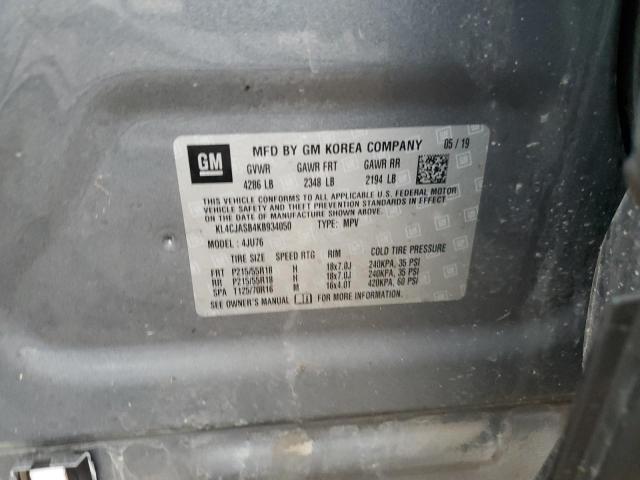 GM
MFD BY GM KOREA COMPANY 05/19
GVWR GAWR FRT GAWR RR
4286 LB 2348 LB 2194 LB
THIS VEHICLE CONFORMS TO ALL APPLICABLE U.S. FEDERAL MOTOR
VEHICLE SAFETY, BUMPER, AND THEFT PREVENTION STANDARDS IN EFFECT
ON THE DATE OF MANUFACTURE SHOWN ABOVE.
KL4CJASB4KB934050 TYPE: MPV
MODEL: 4JU76
TIRE SIZE SPEED RTG RIM COLD TIRE PRESSURE
FRT P215/55R18 H 18x7.0J 240KPA, 35 PSI
RR P215/55R18 H 18x7.0J 240KPA, 35 PSI
SPA T125/70R16 M 16x4.0T 420KPA, 60 PSI
SEE OWNER'S MANUAL FOR MORE INFORMATION.